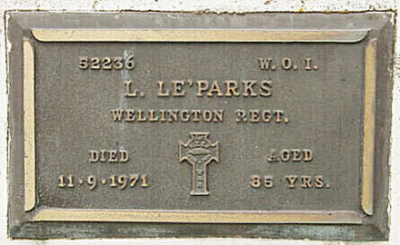 52236 W.O.I.
L. LE'PARKS
WELLINGTON REGT.
DIED AGED
11.9.1971 85 YRS.